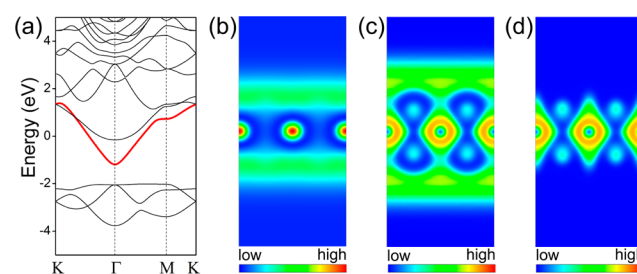 (a)
(b)
(c)
(d)
Energy (eV)
4
2
0
-2
-4
K Γ M K
low high
low high
low high